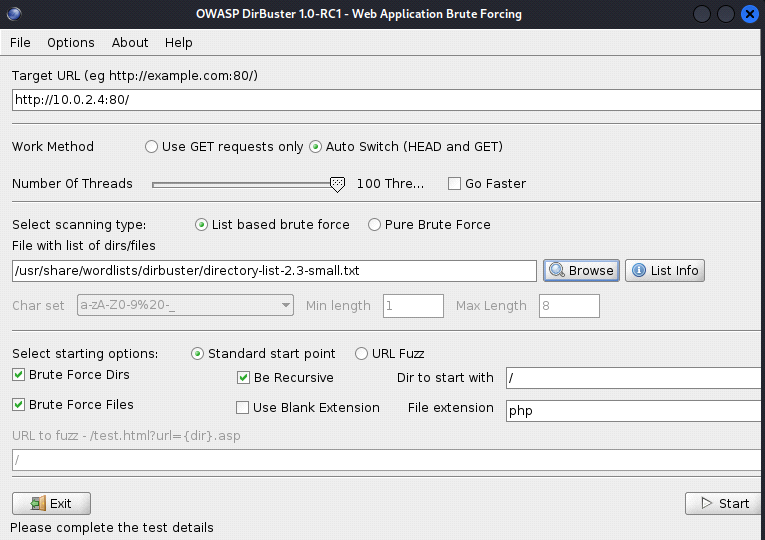 OWASP DirBuster 1.0-RC1 - Web Application Brute Forcing
File Options About Help
Target URL (eg http://example.com:80/)
http://10.0.2.4:80/
Work Method Use GET requests only Auto Switch (HEAD and GET)
Number Of Threads 100 Thre... Go Faster
Select scanning type: List based brute force Pure Brute Force
File with list of dirs/files
/usr/share/wordlists/dirbuster/directory-list-2.3-small.txt Browse List Info
Char set a-zA-Z0-9%20-_ Min length 1 Max Length 8
Select starting options: Standard start point URL Fuzz
Brute Force Dirs Be Recursive Dir to start with /
Brute Force Files Use Blank Extension File extension php
URL to fuzz - /test.html?url={dir}.asp
/
Exit Start
Please complete the test details